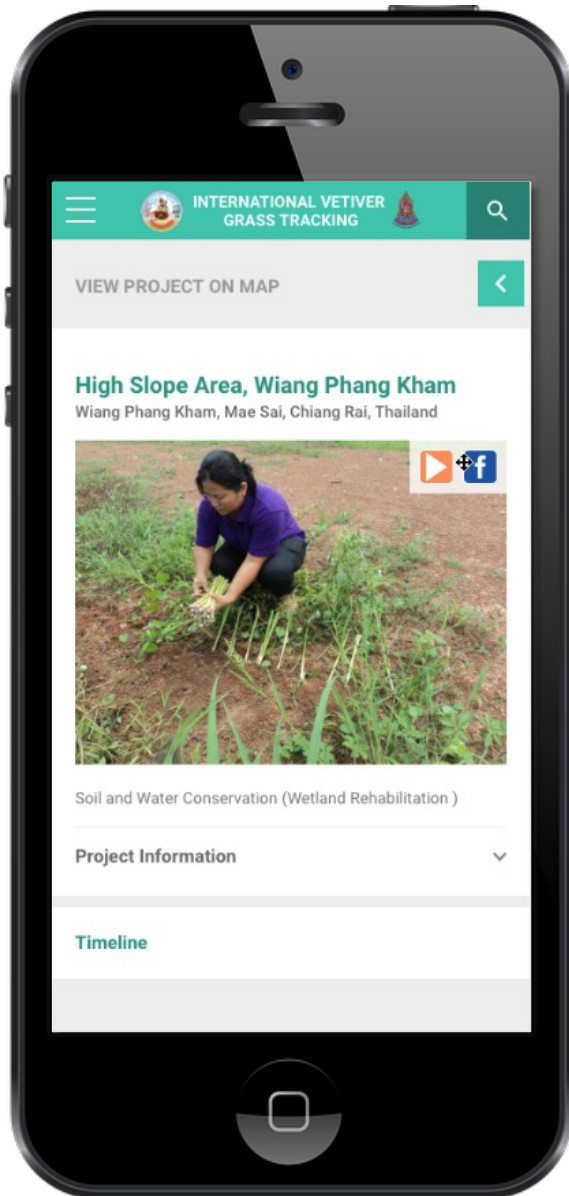 INTERNATIONAL VETIVER
GRASS TRACKING
VIEW PROJECT ON MAP
High Slope Area, Wiang Phang Kham
Wiang Phang Kham, Mae Sai, Chiang Rai, Thailand
f
Soil and Water Conservation (Wetland Rehabilitation )
Project Information
Timeline